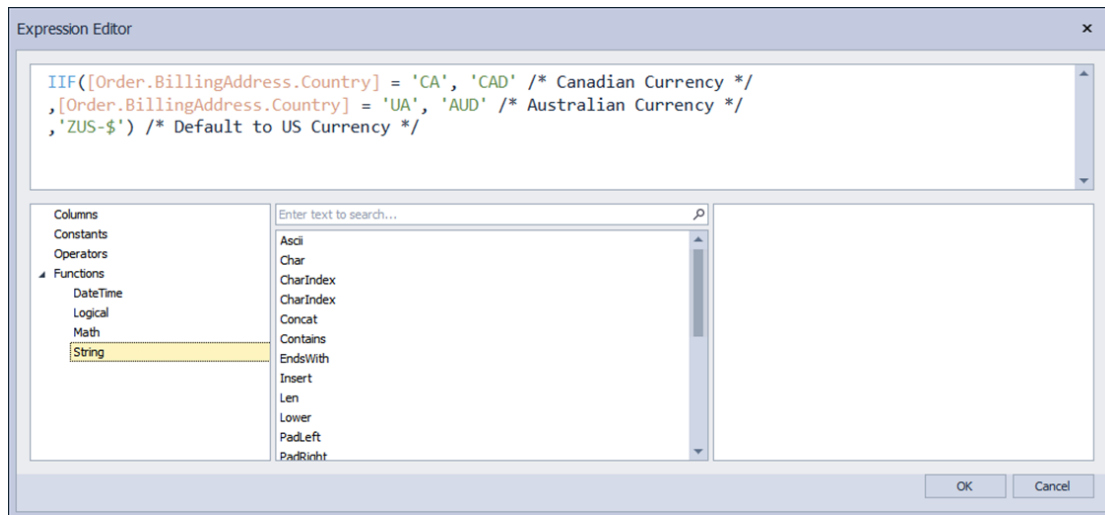 Expression Editor
IIF([Order.BillingAddress.Country] = 'CA', 'CAD' /* Canadian Currency */
,[Order.BillingAddress.Country] = 'UA', 'AUD' /* Australian Currency */
,'ZUS-$') /* Default to US Currency */
Columns
Constants
Operators
Functions
DateTime
Logical
Math
String
Enter text to search...
Ascii
Char
CharIndex
CharIndex
Concat
Contains
EndsWith
Insert
Len
Lower
PadLeft
PadRight
OK
Cancel